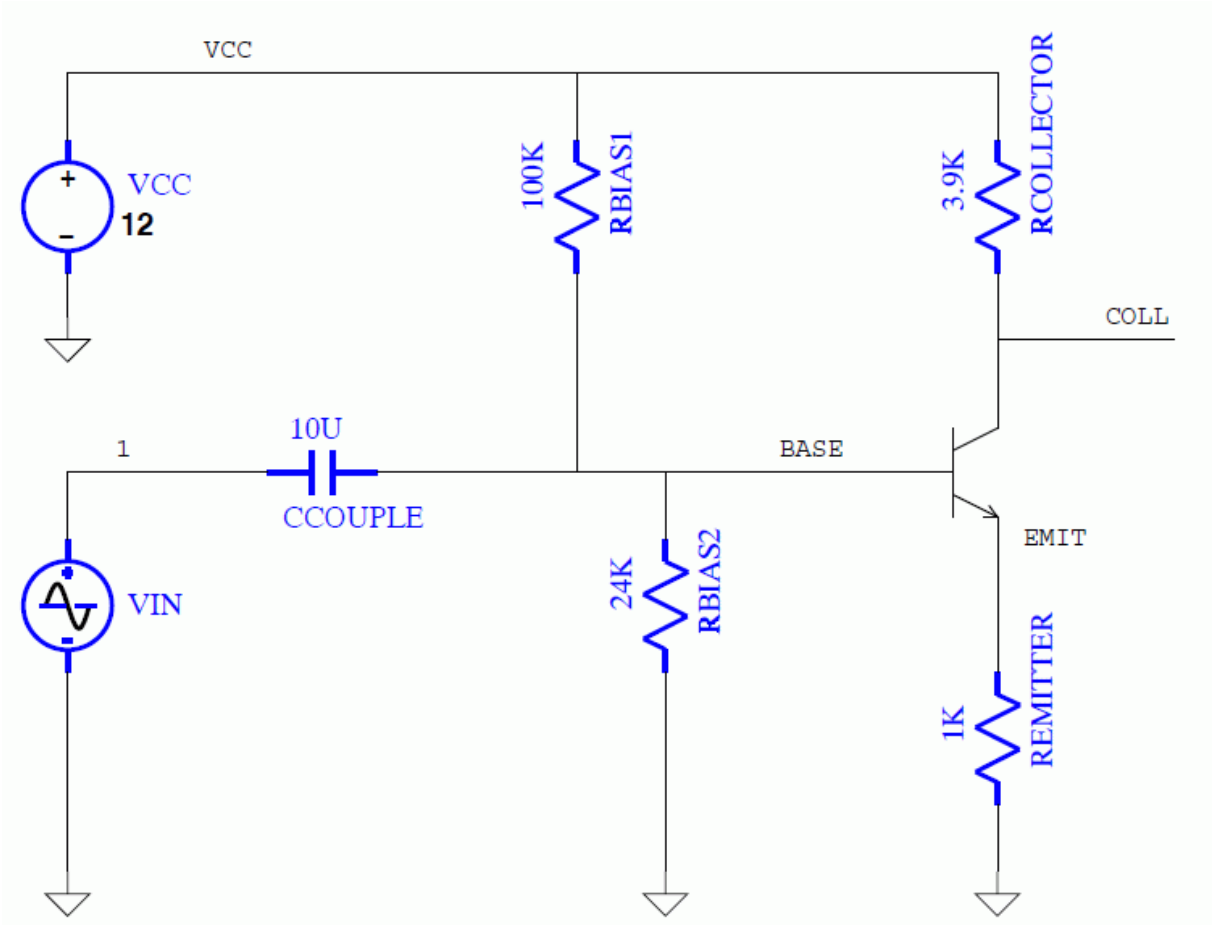 VCC
100K
RBIAS1
3.9K
RCOLLECTOR
+
VCC
12
−
COLL
10U
1
BASE
CCOUPLE
EMIT
VIN
24K
RBIAS2
1K
REMITTER